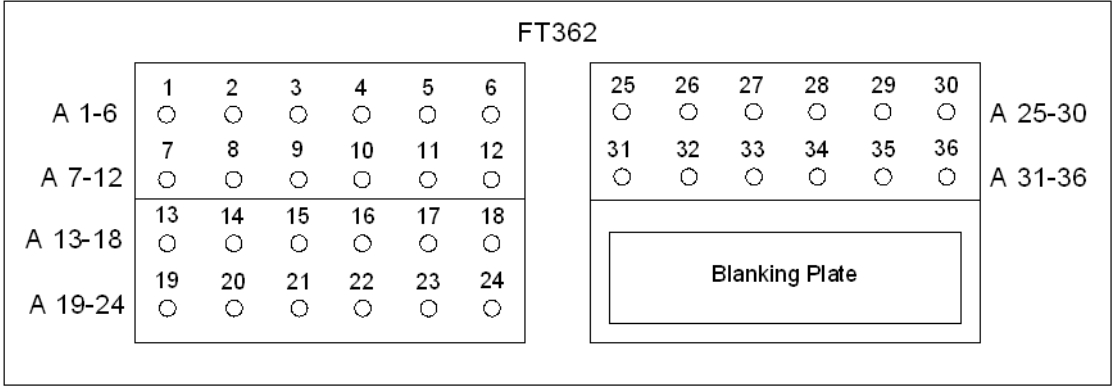 FT362
1 2 3 4 5 6
A 1-6
7 8 9 10 11 12
A 7-12
13 14 15 16 17 18
A 13-18
19 20 21 22 23 24
A 19-24
25 26 27 28 29 30
A 25-30
31 32 33 34 35 36
A 31-36
Blanking Plate